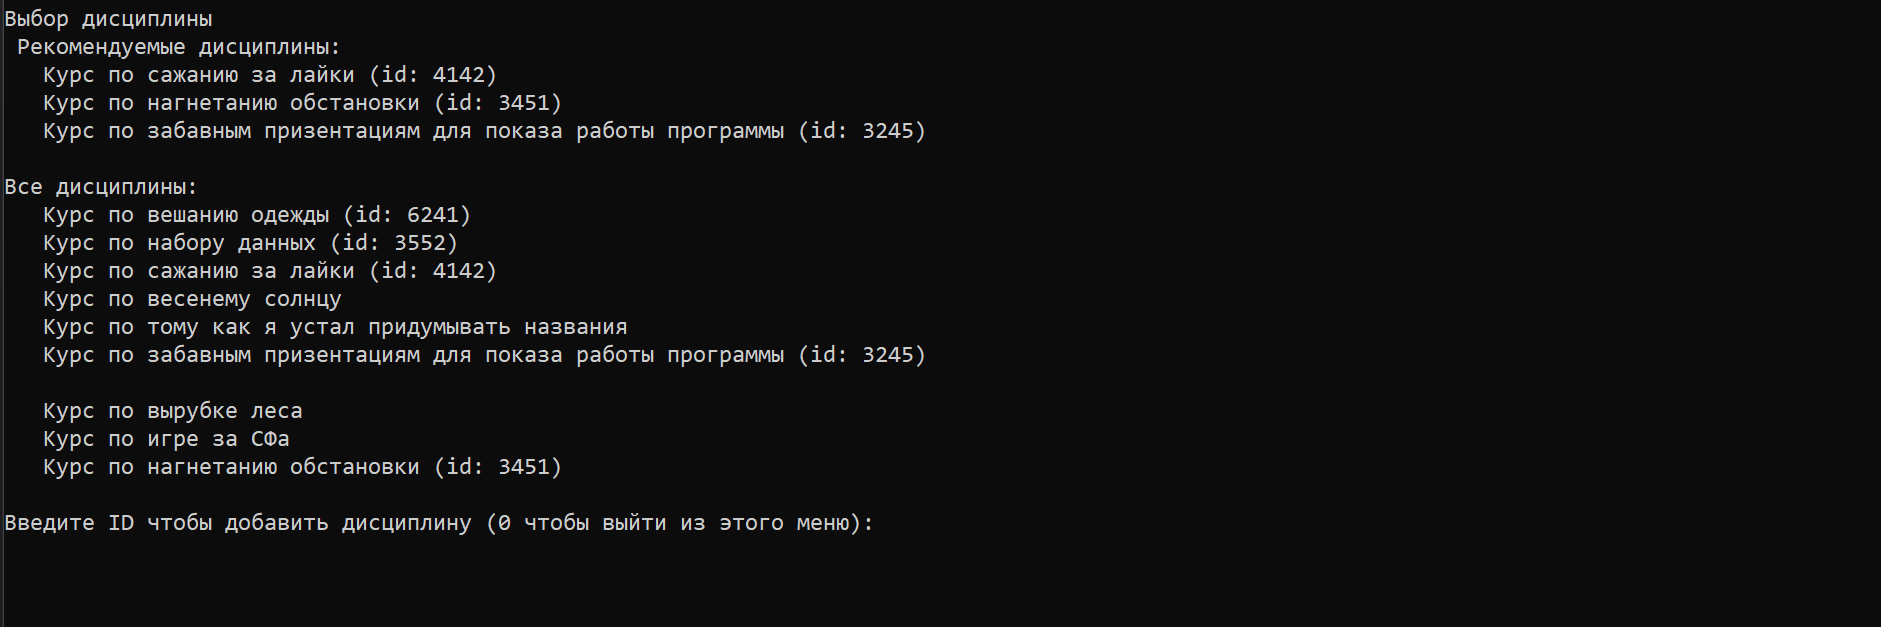 Выбор дисциплины
Рекомендуемые дисциплины:
Курс по сажанию за лайки (id: 4142)
Курс по нагнетанию обстановки (id: 3451)
Курс по забавным призентациям для показа работы программы (id: 3245)
Все дисциплины:
Курс по вешанию одежды (id: 6241)
Курс по набору данных (id: 3552)
Курс по сажанию за лайки (id: 4142)
Курс по весенему солнцу
Курс по тому как я устал придумывать названия
Курс по забавным призентациям для показа работы программы (id: 3245)
Курс по вырубке леса
Курс по игре за СФа
Курс по нагнетанию обстановки (id: 3451)
Введите ID чтобы добавить дисциплину (0 чтобы выйти из этого меню):